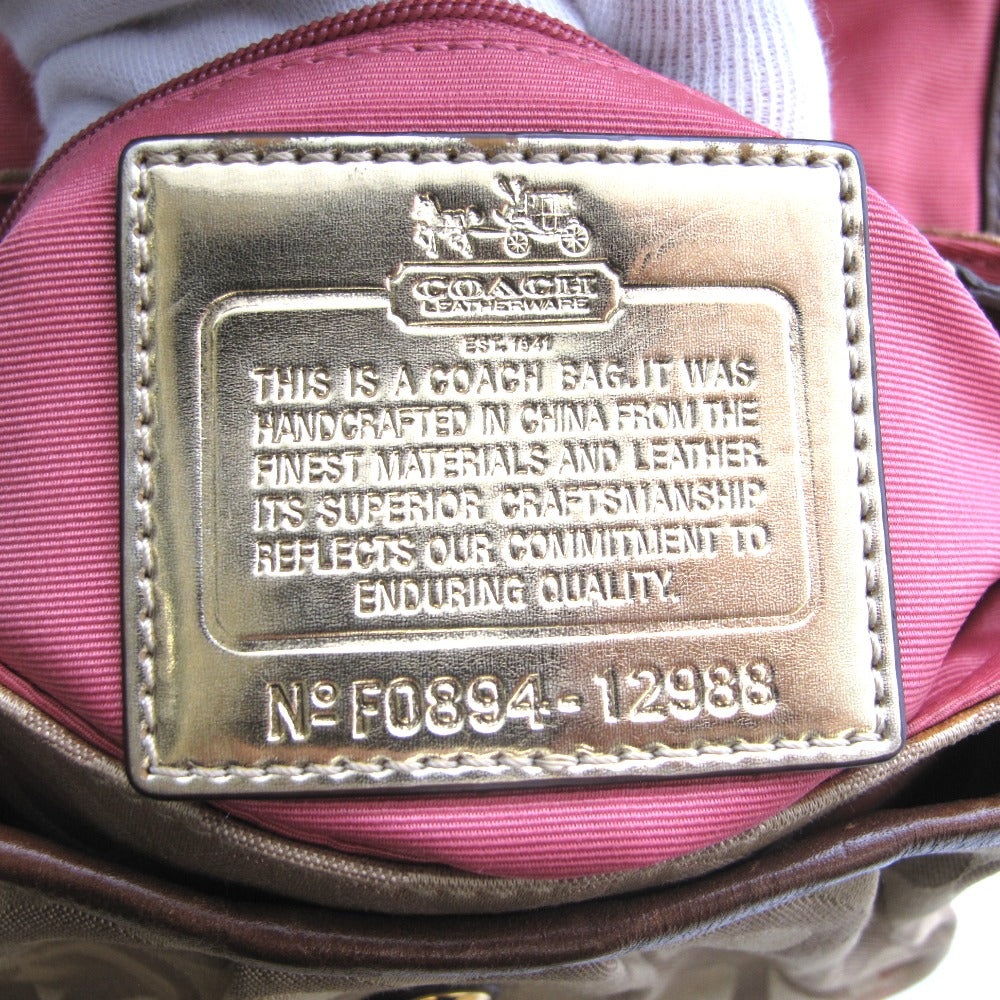 COACH
LEATHERWARE
EST. 1941
THIS IS A COACH BAG. IT WAS
HANDCRAFTED IN CHINA FROM THE
FINEST MATERIALS AND LEATHER.
ITS SUPERIOR CRAFTSMANSHIP
REFLECTS OUR COMMITMENT TO
ENDURING QUALITY.
Nº F0894-12988